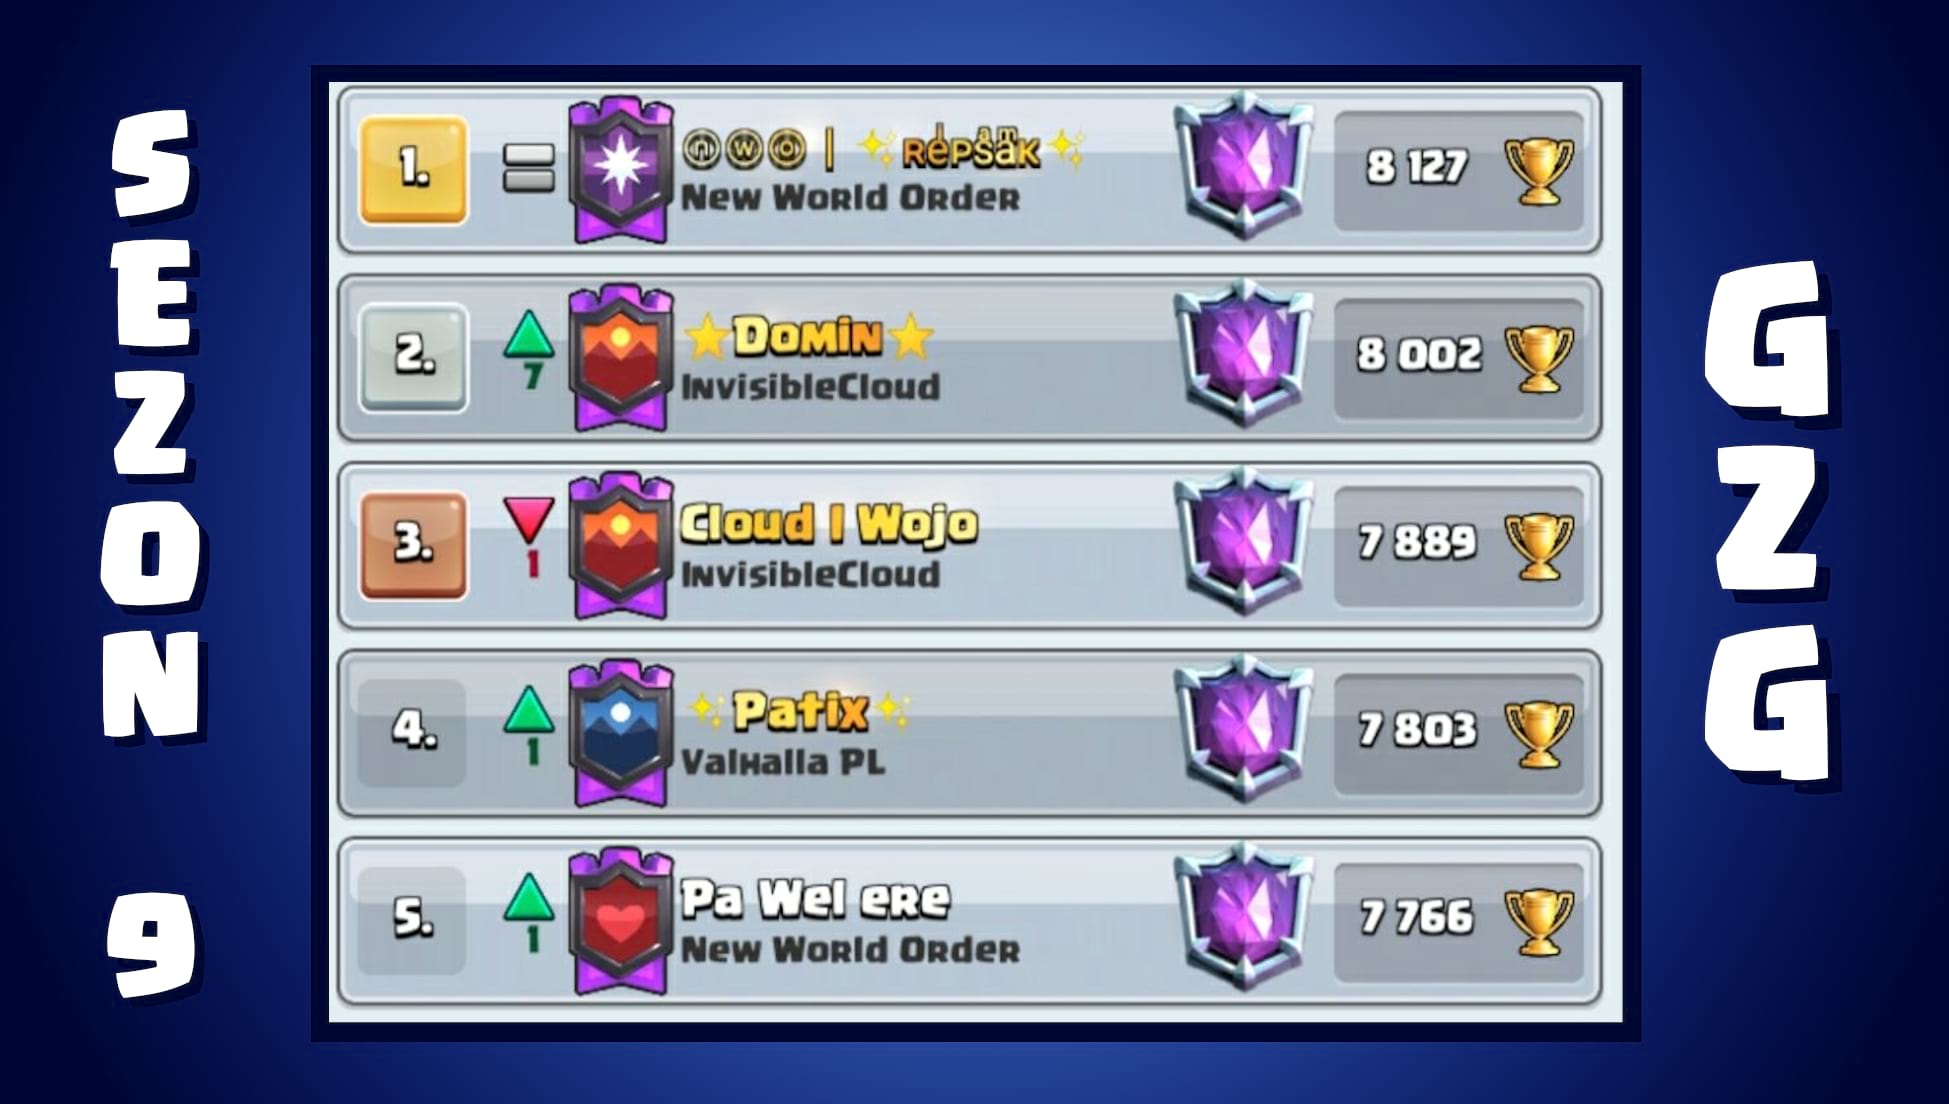 SEZON 9
1.
ⓝⓦⓞ | ✨RePSaK✨
New World Order
8 127
2.
7
⭐Domin⭐
InvisibleCloud
8 002
3.
1
Cloud | Wojo
InvisibleCloud
7 889
4.
1
✨Patix✨
Valhalla PL
7 803
5.
1
Pa Wel ere
New World Order
7 766
GZG